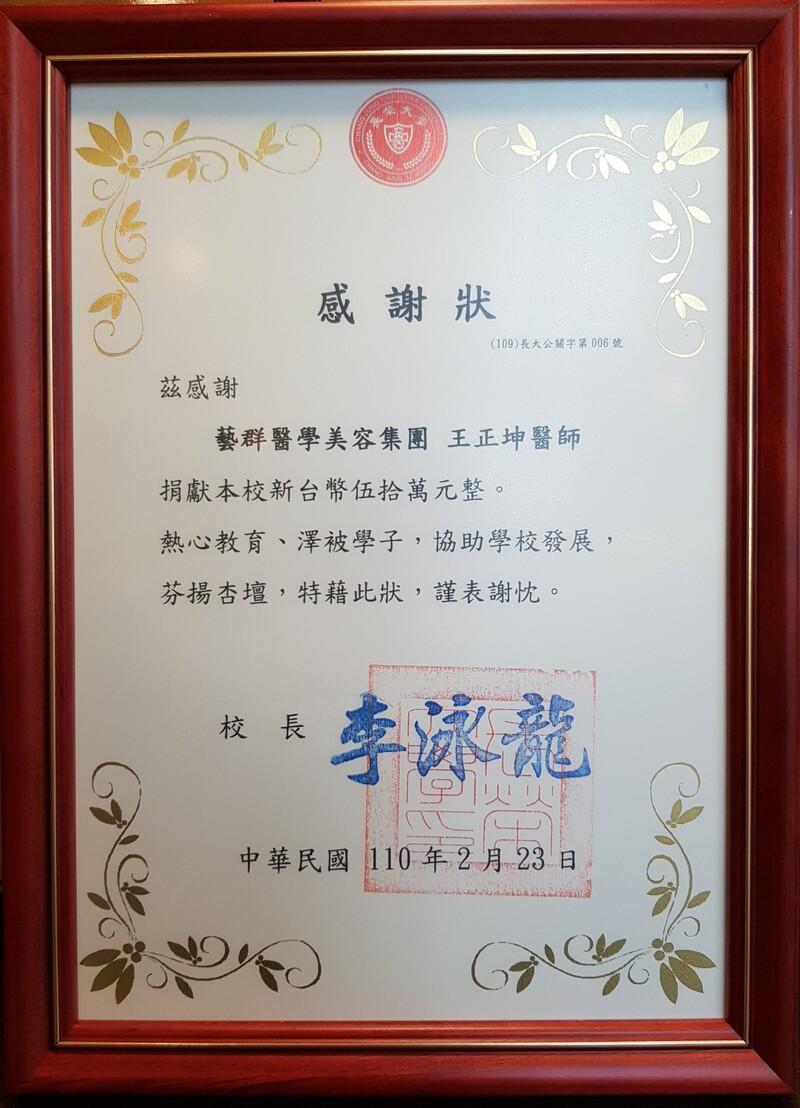 長榮大學
感謝狀
(109)長大公關字第006號
茲感謝
藝群醫學美容集團 王正坤醫師
捐獻本校新台幣伍拾萬元整。
熱心教育、澤被學子，協助學校發展，
芬揚杏壇，特藉此狀，謹表謝忱。
校長 李泳龍
中華民國 110 年 2 月 23 日